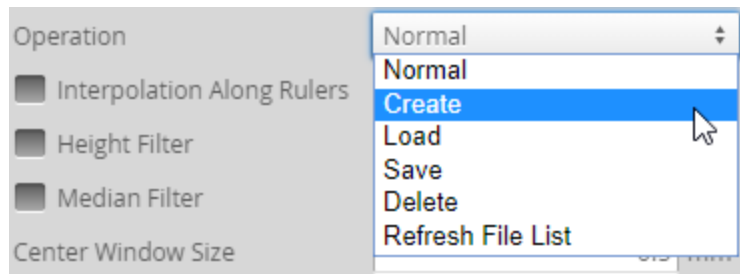 Operation
Normal
Normal
Interpolation Along Rulers
Create
Height Filter
Load
Save
Median Filter
Delete
Refresh File List
Center Window Size